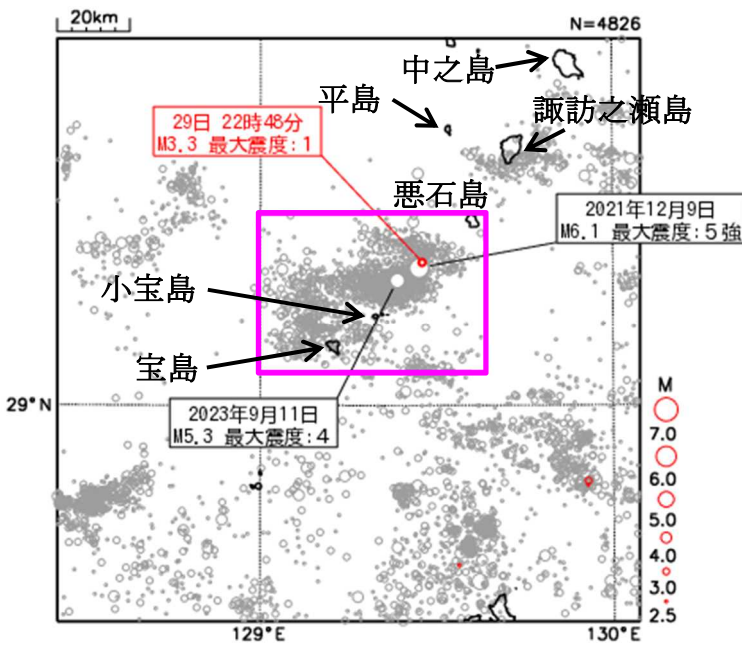 20km
N=4826
中之島
平島
諏訪之瀬島
29日 22時48分
M3.3 最大震度:1
悪石島
2021年12月9日
M6.1 最大震度:5強
小宝島
宝島
29°N
2023年9月11日
M5.3 最大震度:4
M
7.0
6.0
5.0
4.0
3.0
2.5
129°E
130°E